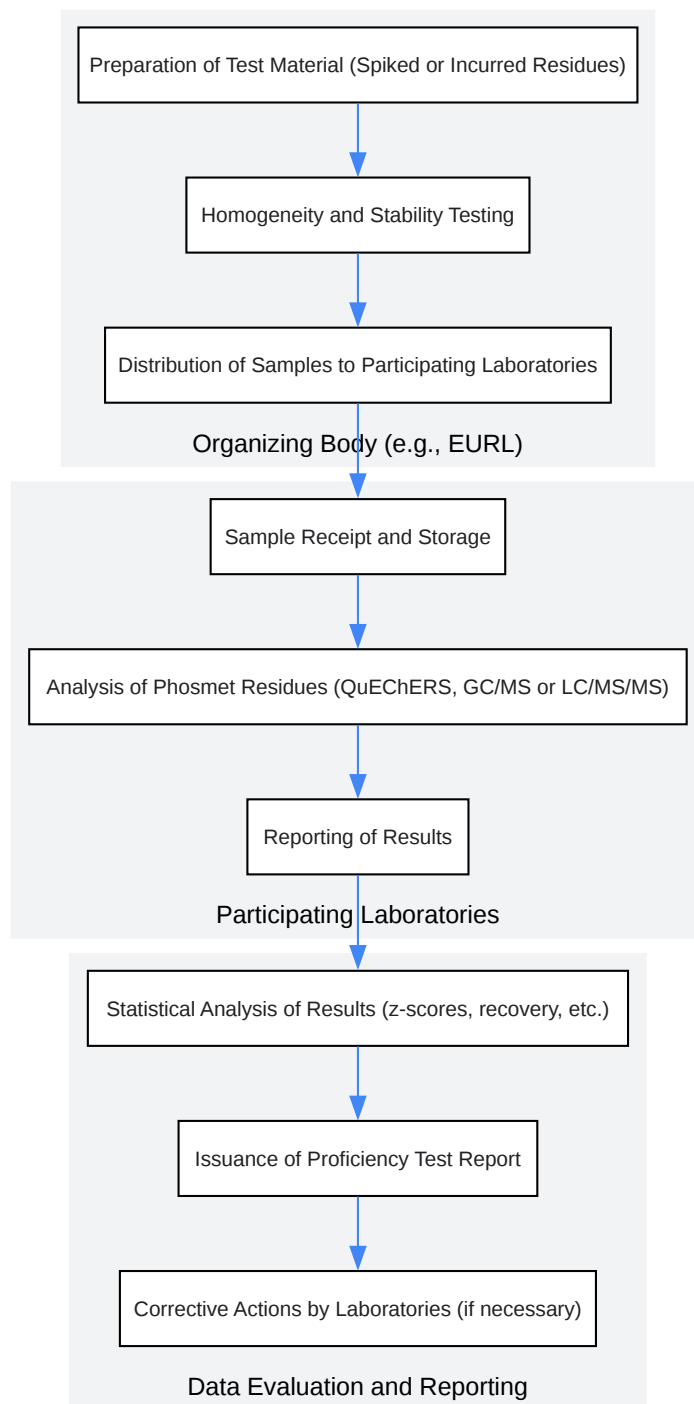 Preparation of Test Material (Spiked or Incurred Residues)
Homogeneity and Stability Testing
Distribution of Samples to Participating Laboratories
Organizing Body (e.g., EURL)
Sample Receipt and Storage
Analysis of Phosmet Residues (QuEChERS, GC/MS or LC/MS/MS)
Reporting of Results
Participating Laboratories
Statistical Analysis of Results (z-scores, recovery, etc.)
Issuance of Proficiency Test Report
Corrective Actions by Laboratories (if necessary)
Data Evaluation and Reporting